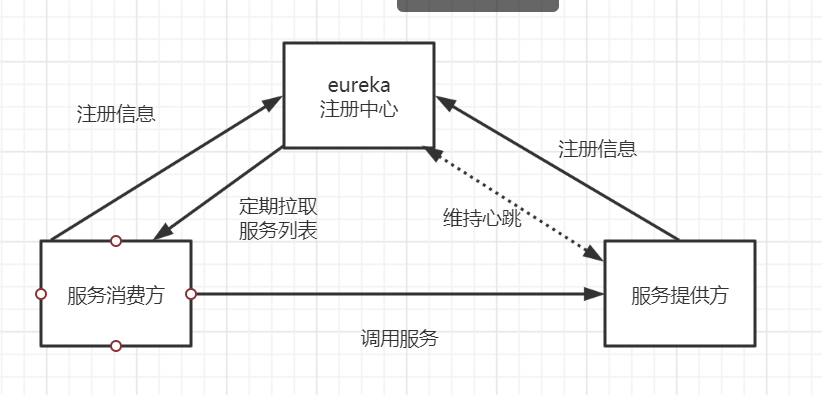 eureka
注册中心
注册信息
注册信息
定期拉取
服务列表
维持心跳
服务消费方
服务提供方
调用服务